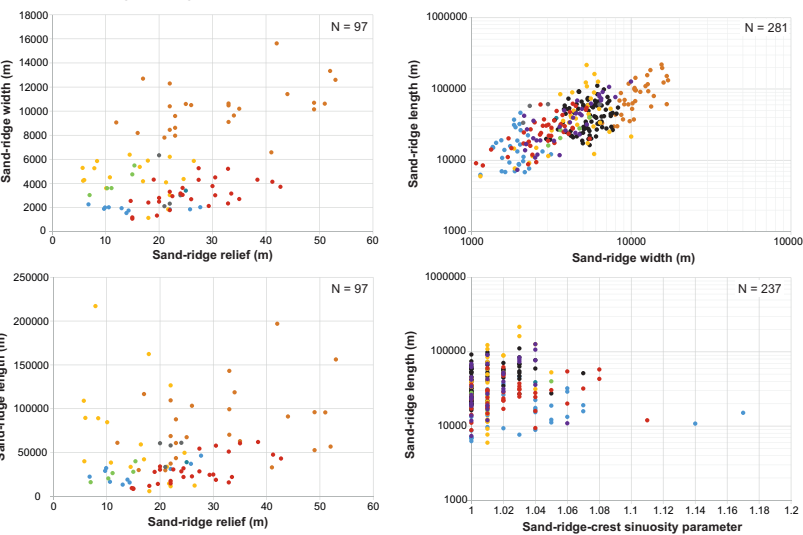 18000
16000
14000
12000
10000
8000
6000
4000
2000
0
Sand-ridge width (m)
N = 97
0 10 20 30 40 50 60
Sand-ridge relief (m)
1000000
100000
10000
1000
Sand-ridge length (m)
N = 281
1000 10000 10000
Sand-ridge width (m)
250000
200000
150000
100000
50000
0
Sand-ridge length (m)
N = 97
0 10 20 30 40 50 60
Sand-ridge relief (m)
1000000
100000
10000
1000
Sand-ridge length (m)
N = 237
1 1.02 1.04 1.06 1.08 1.1 1.12 1.14 1.16 1.18 1.2
Sand-ridge-crest sinuosity parameter